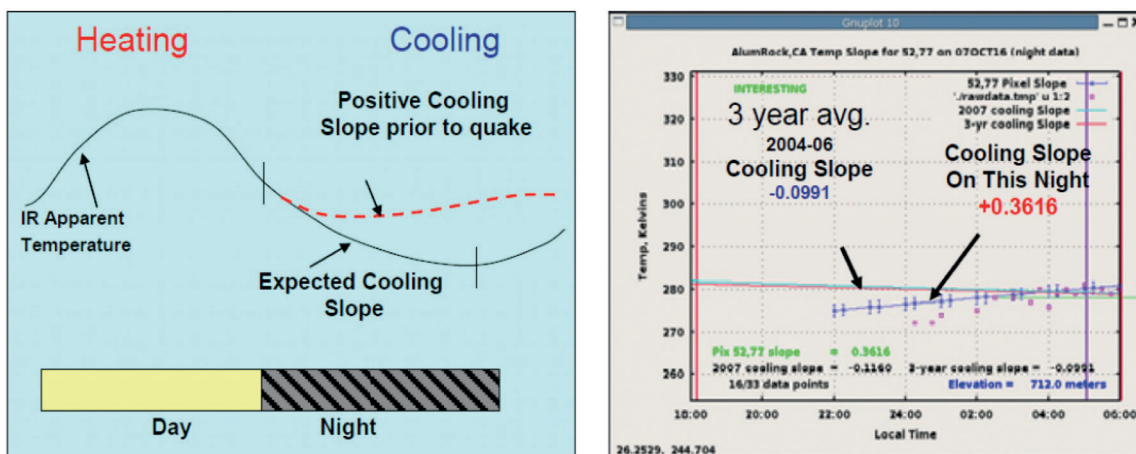 Heating
Cooling
Positive Cooling
Slope prior to quake
IR Apparent
Temperature
Expected Cooling
Slope
Day
Night
Gnuplot 10
AlumRock,CA Temp Slope for 52,77 on 07OCT16 (night data)
330
320
310
300
290
280
270
260
Temp, Kelvins
INTERESTING
3 year avg.
2004-06
Cooling Slope
-0.0991
52,77 Pixel Slope
'./rawdata.tmp' u 1:2
2007 cooling Slope
3-yr cooling Slope
Cooling Slope
On This Night
+0.3616
Pix 52,77 slope = 0.3616
2007 cooling slope = -0.1160 3-year cooling slope = -0.0991
16/33 data points
Elevation = 712.0 meters
18:00 20:00 22:00 24:00 02:00 04:00 06:00
Local Time
26.2529, 244.704